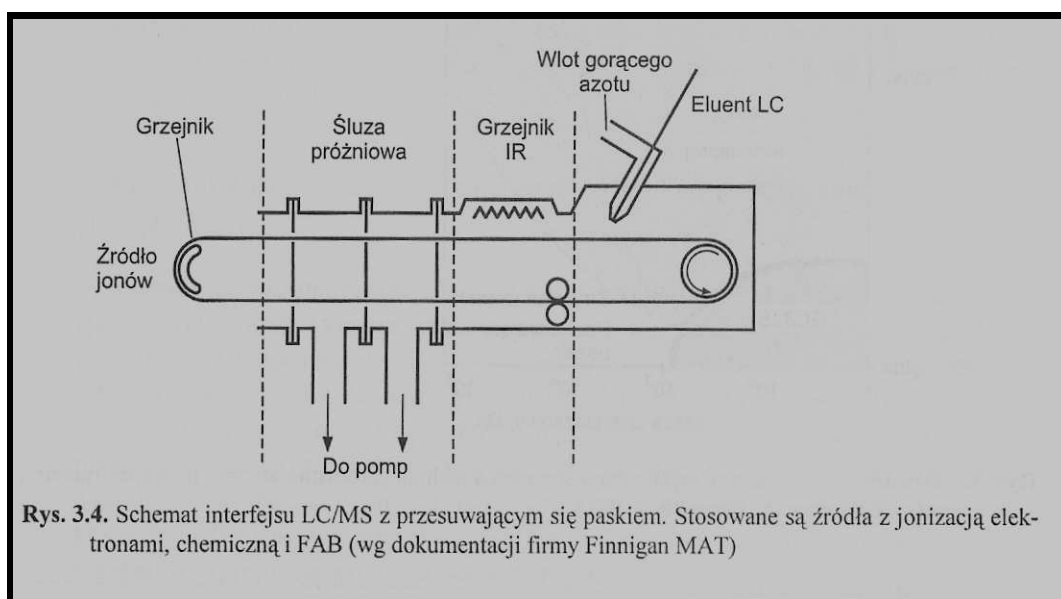 Wlot gorącego
azotu
Eluent LC
Grzejnik
Śluza
próżniowa
Grzejnik
IR
Źródło
jonów
Do pomp
Rys. 3.4. Schemat interfejsu LC/MS z przesuwającym się paskiem. Stosowane są źródła z jonizacją elek-
tronami, chemiczną i FAB (wg dokumentacji firmy Finnigan MAT)